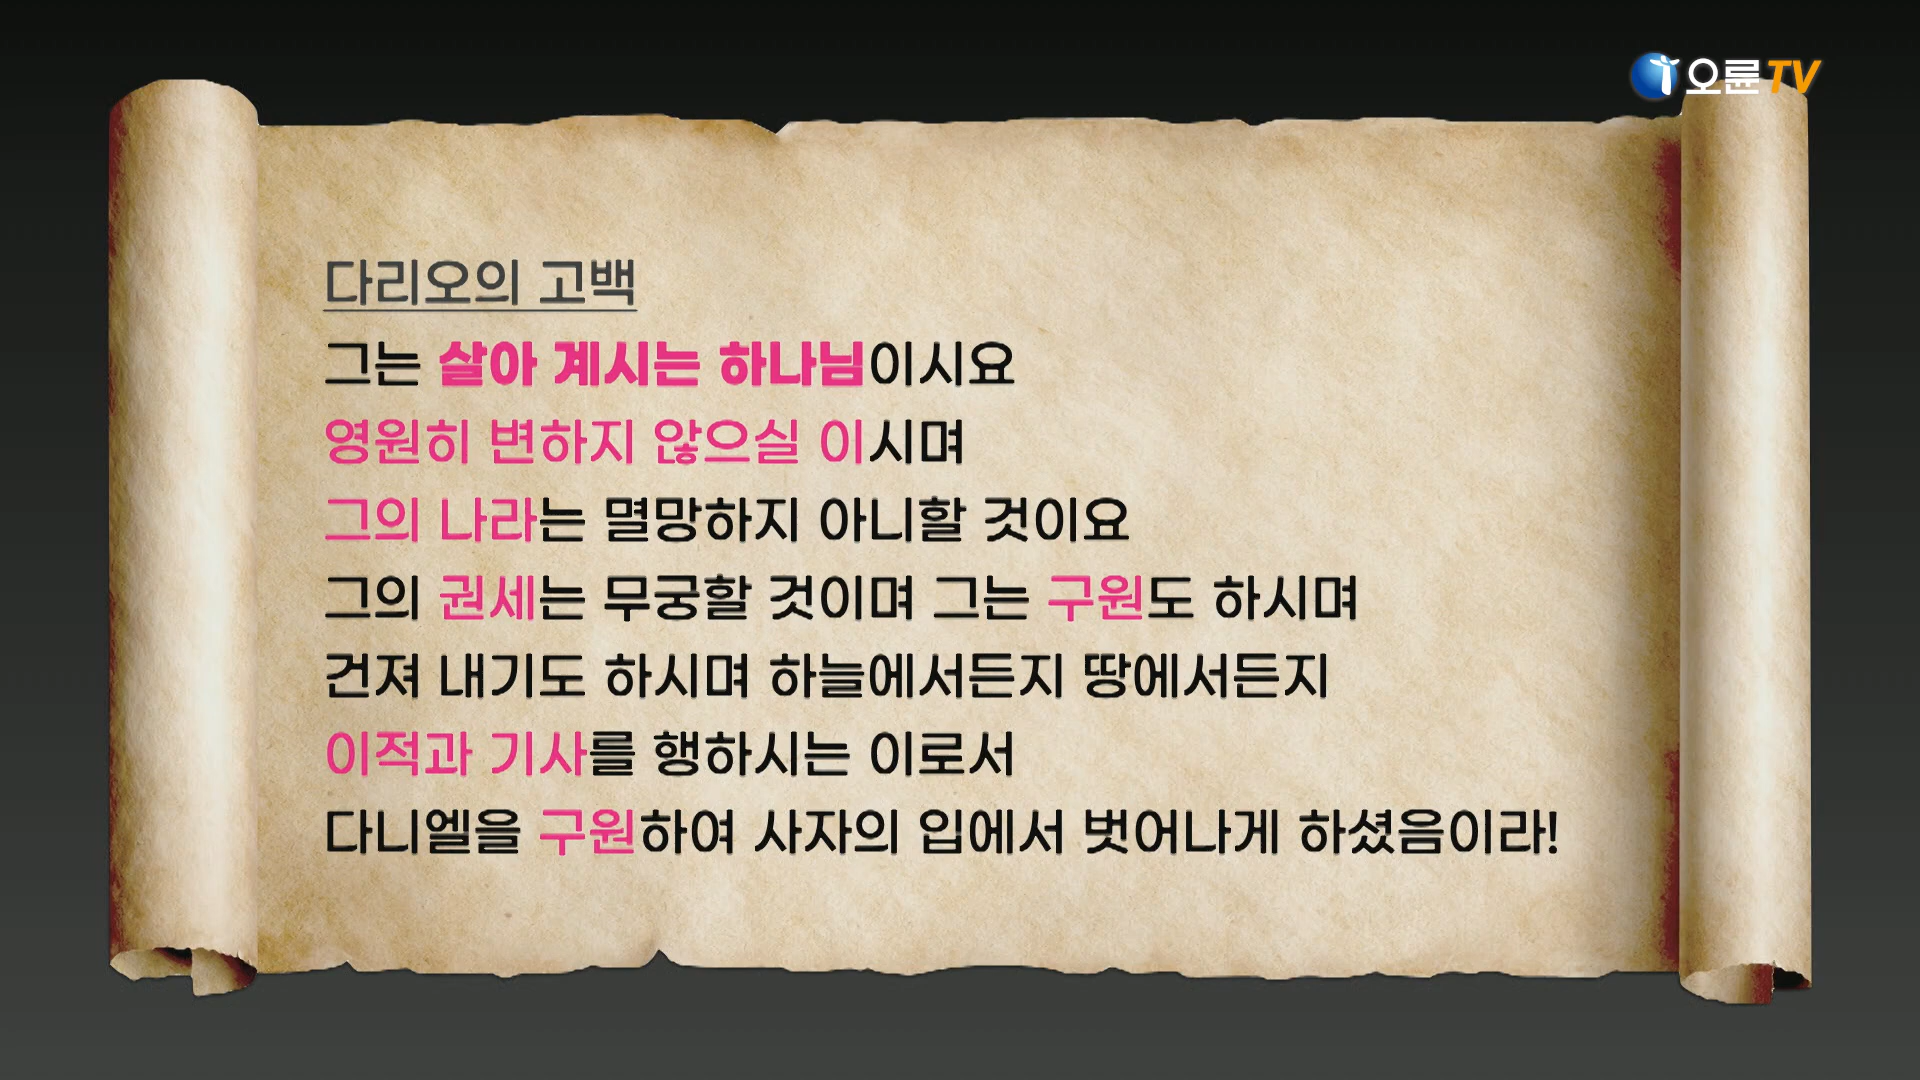 오륜TV
다리오의 고백
그는 살아 계시는 하나님이시요
영원히 변하지 않으실 이시며
그의 나라는 멸망하지 아니할 것이요
그의 권세는 무궁할 것이며 그는 구원도 하시며
건져 내기도 하시며 하늘에서든지 땅에서든지
이적과 기사를 행하시는 이로서
다니엘을 구원하여 사자의 입에서 벗어나게 하셨음이라!